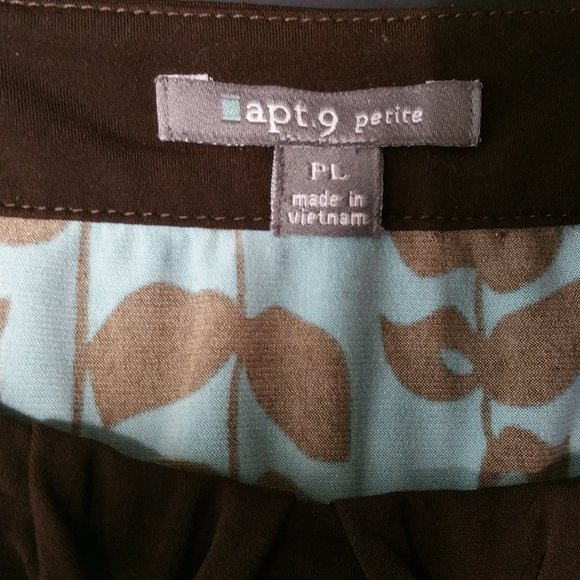 apt.9 petite
PL
made in
vietnam